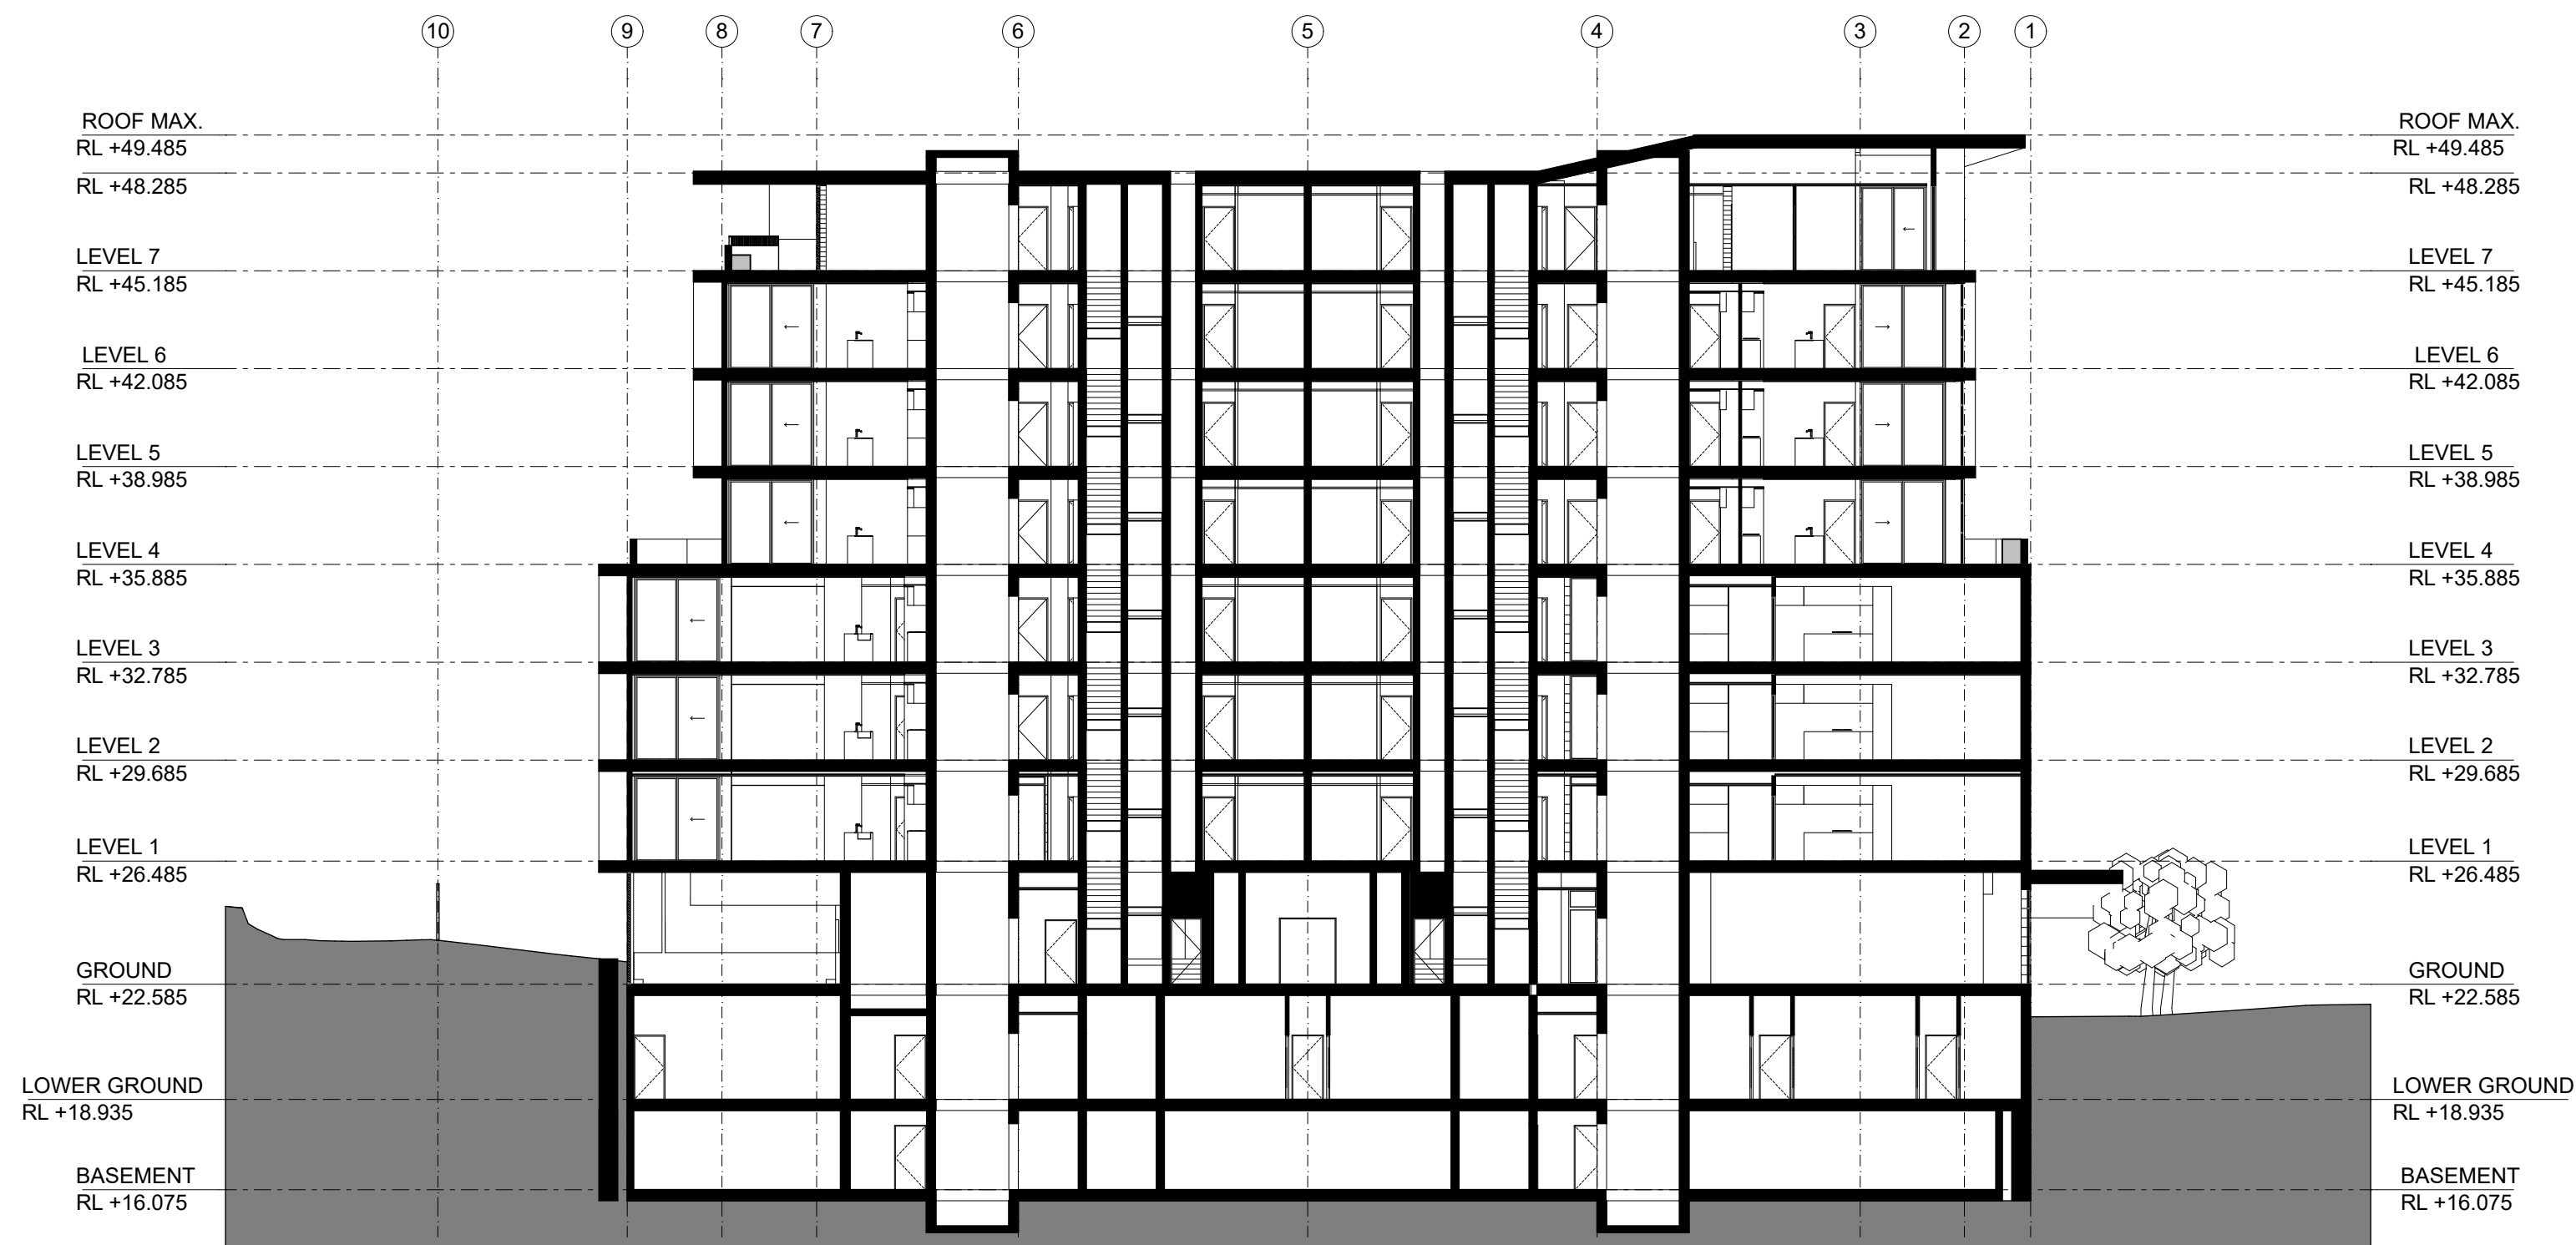 10 9 8 7 6 5 4 3 2 1
ROOF MAX.
RL +49.485
RL +48.285
LEVEL 7
RL +45.185
LEVEL 6
RL +42.085
LEVEL 5
RL +38.985
LEVEL 4
RL +35.885
LEVEL 3
RL +32.785
LEVEL 2
RL +29.685
LEVEL 1
RL +26.485
GROUND
RL +22.585
LOWER GROUND
RL +18.935
BASEMENT
RL +16.075
ROOF MAX.
RL +49.485
RL +48.285
LEVEL 7
RL +45.185
LEVEL 6
RL +42.085
LEVEL 5
RL +38.985
LEVEL 4
RL +35.885
LEVEL 3
RL +32.785
LEVEL 2
RL +29.685
LEVEL 1
RL +26.485
GROUND
RL +22.585
LOWER GROUND
RL +18.935
BASEMENT
RL +16.075